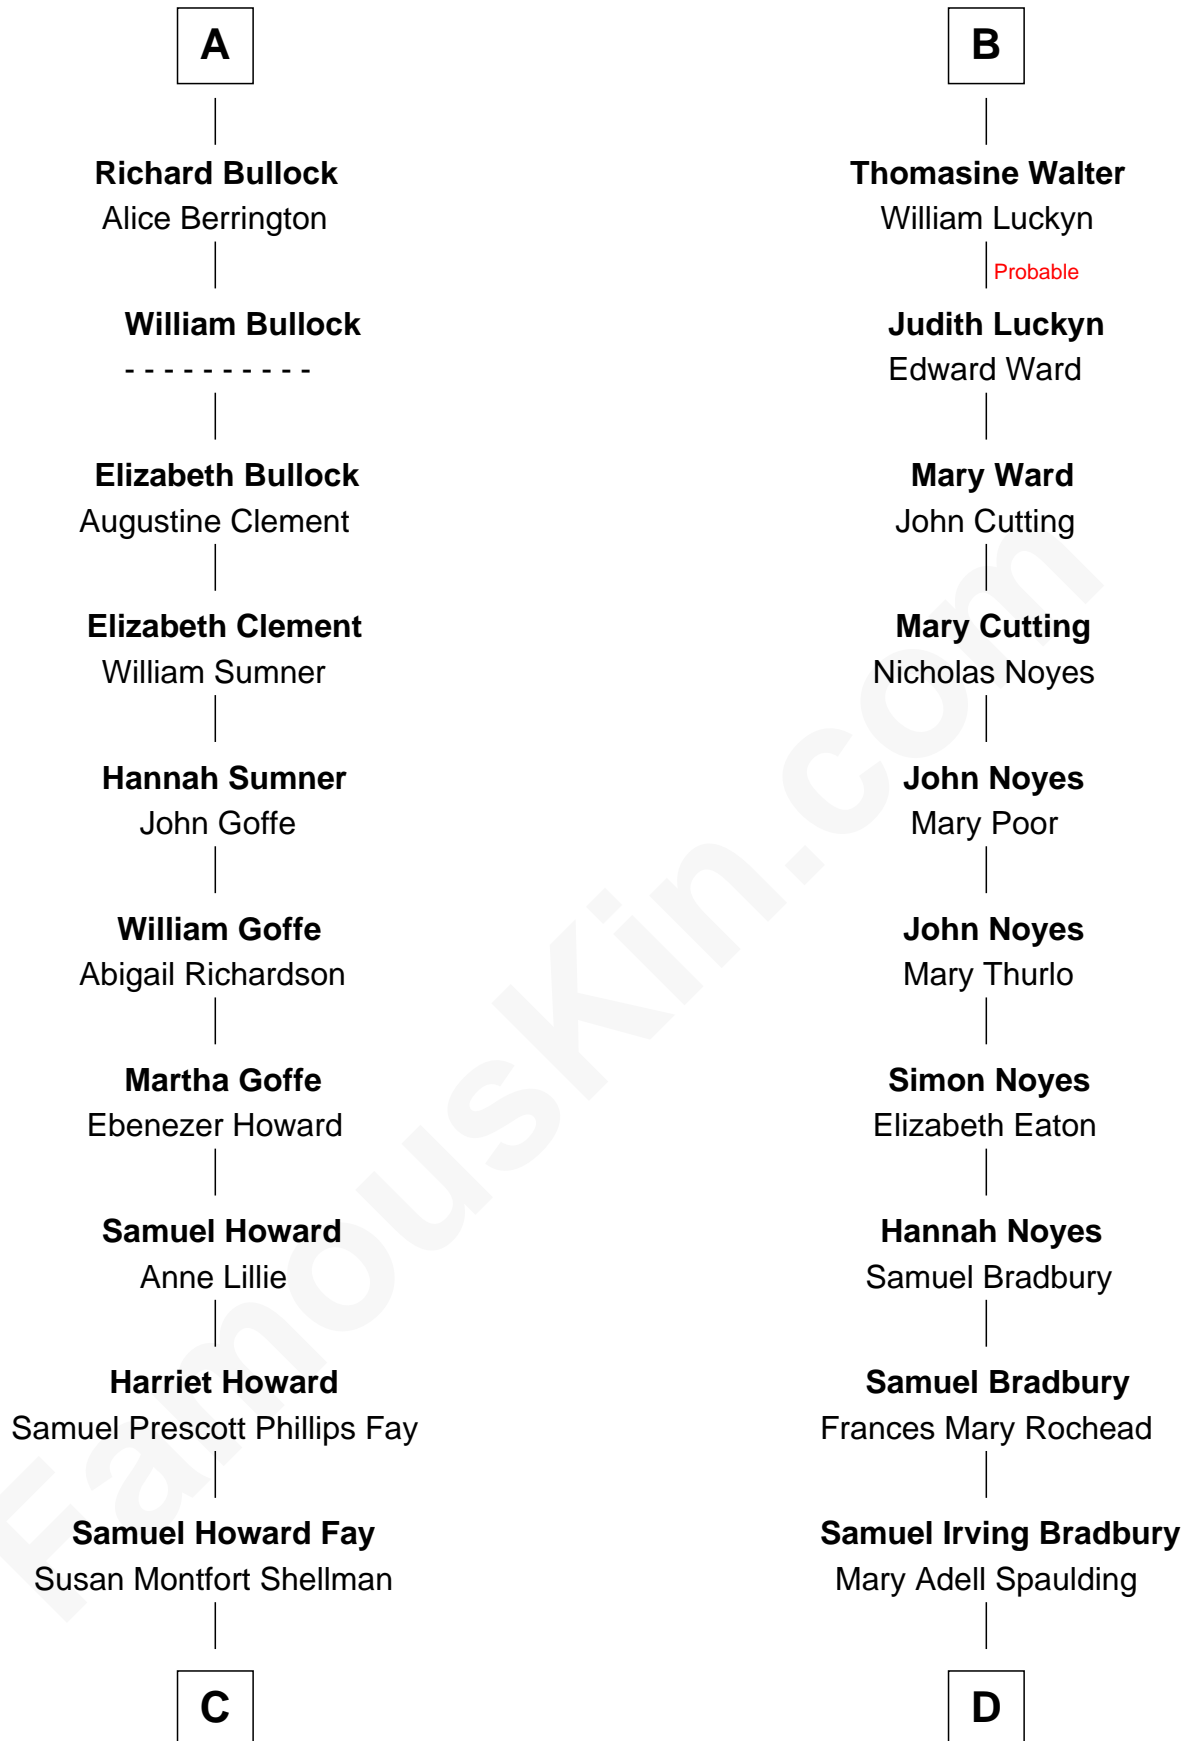 A
Richard Bullock
Alice Berrington
William Bullock
- - - - - - - - - -
Elizabeth Bullock
Augustine Clement
Elizabeth Clement
William Sumner
Hannah Sumner
John Goffe
William Goffe
Abigail Richardson
Martha Goffe
Ebenezer Howard
Samuel Howard
Anne Lillie
Harriet Howard
Samuel Prescott Phillips Fay
Samuel Howard Fay
Susan Montfort Shellman
C
B
Thomasine Walter
William Luckyn
Probable
Judith Luckyn
Edward Ward
Mary Ward
John Cutting
Mary Cutting
Nicholas Noyes
John Noyes
Mary Poor
John Noyes
Mary Thurlo
Simon Noyes
Elizabeth Eaton
Hannah Noyes
Samuel Bradbury
Samuel Bradbury
Frances Mary Rochead
Samuel Irving Bradbury
Mary Adell Spaulding
D
FamousKin.com